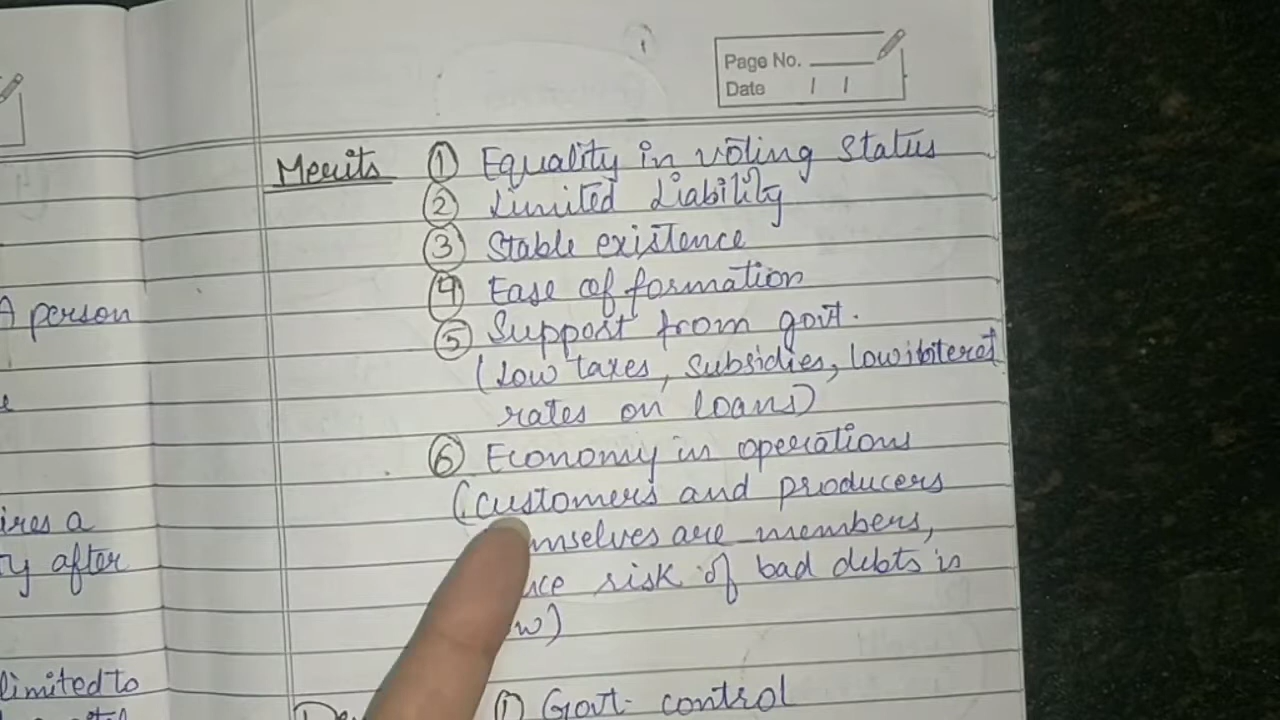 Page No.
Date / /
Merits ① Equality in voting status
② Limited Liability
③ Stable existence
④ Ease of formation
A person
⑤ Support from govt.
(Low taxes, subsidies, low interest
rates on loans)
⑥ Economy in operations
(customers and producers
ires a
mselves are members,
ty after
risk of bad debts is
w)
limited to
① Govt. control